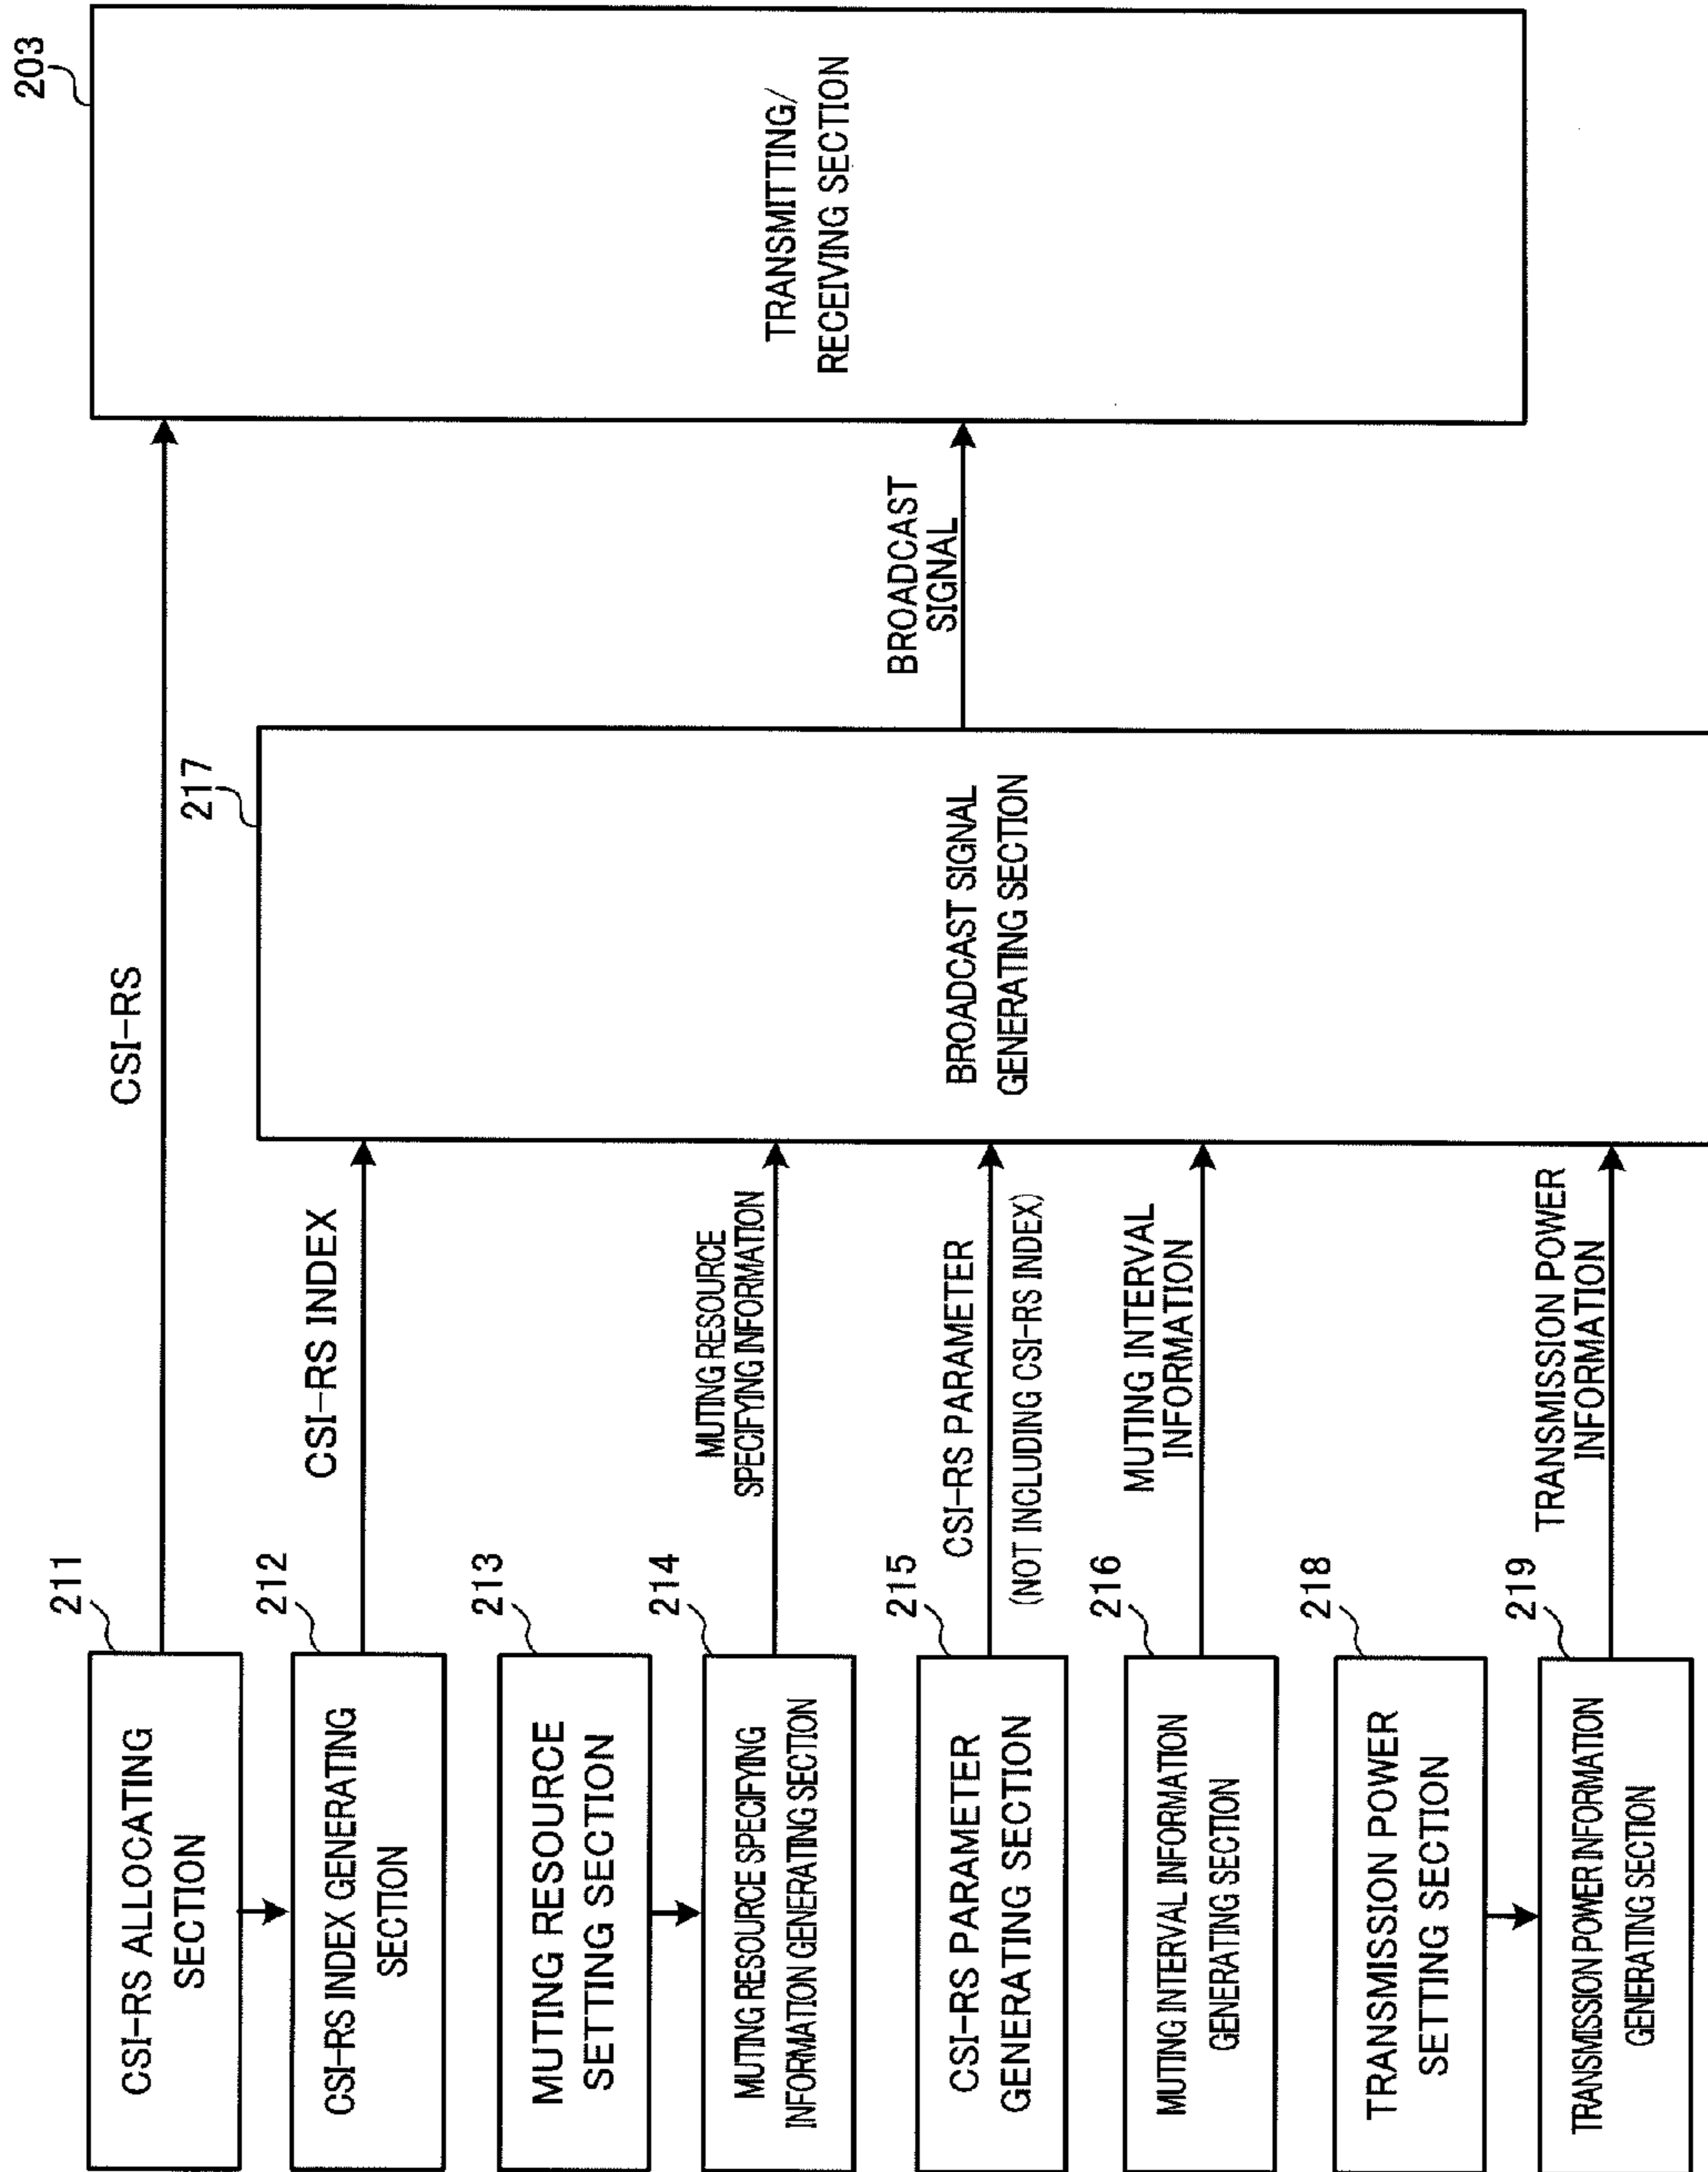 203
TRANSMITTING/
RECEIVING SECTION
CSI-RS
BROADCAST
SIGNAL
217
BROADCAST SIGNAL
GENERATING SECTION
CSI-RS INDEX
MUTING RESOURCE
SPECIFYING INFORMATION
CSI-RS PARAMETER
(NOT INCLUDING CSI-RS INDEX)
MUTING INTERVAL
INFORMATION
TRANSMISSION POWER
INFORMATION
211
CSI-RS ALLOCATING
SECTION
212
CSI-RS INDEX GENERATING
SECTION
213
MUTING RESOURCE
SETTING SECTION
214
MUTING RESOURCE SPECIFYING
INFORMATION GENERATING SECTION
215
CSI-RS PARAMETER
GENERATING SECTION
216
MUTING INTERVAL INFORMATION
GENERATING SECTION
218
TRANSMISSION POWER
SETTING SECTION
219
TRANSMISSION POWER INFORMATION
GENERATING SECTION